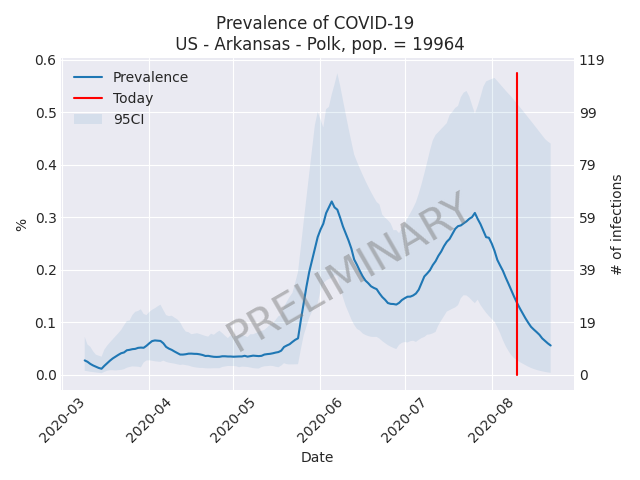 Prevalence of COVID-19
US - Arkansas - Polk, pop. = 19964
Prevalence
Today
95CI
PRELIMINARY
%
0.6
0.5
0.4
0.3
0.2
0.1
0.0
119
99
79
59
39
19
0
# of infections
2020-03
2020-04
2020-05
2020-06
2020-07
2020-08
Date